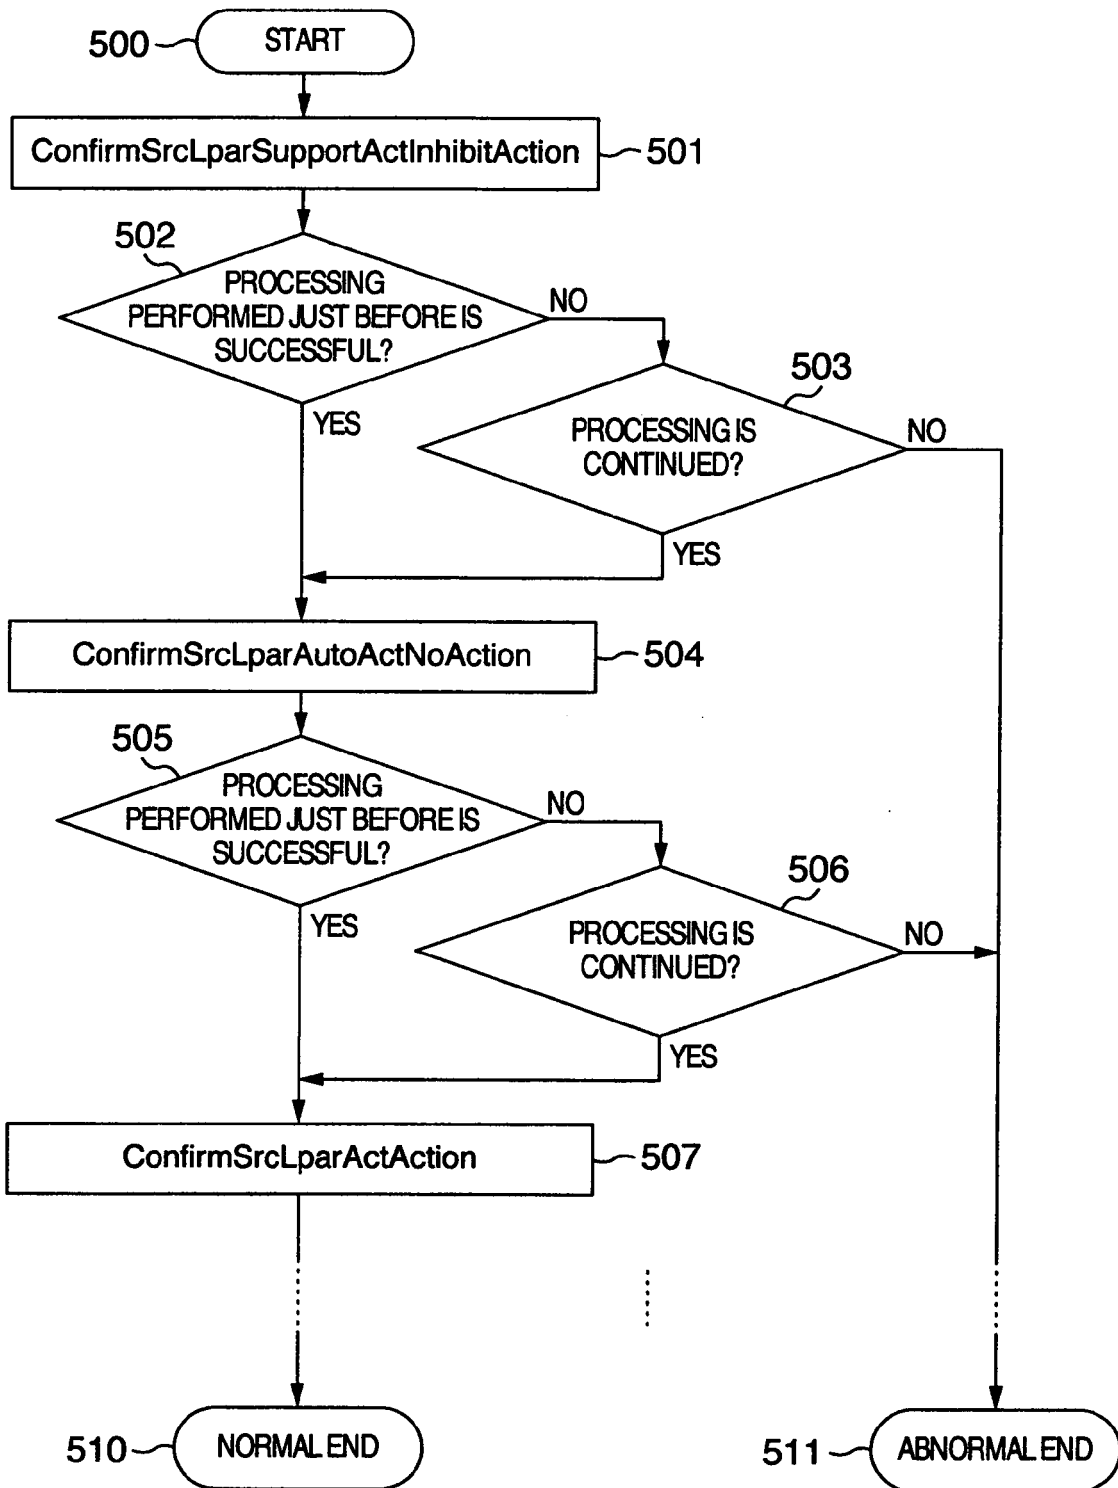 500
START
ConfirmSrcLparSupportActInhibitAction
501
502
PROCESSING
PERFORMED JUST BEFORE IS
SUCCESSFUL?
NO
YES
503
PROCESSING IS
CONTINUED?
NO
YES
ConfirmSrcLparAutoActNoAction
504
505
PROCESSING
PERFORMED JUST BEFORE IS
SUCCESSFUL?
NO
YES
506
PROCESSING IS
CONTINUED?
NO
YES
ConfirmSrcLparActAction
507
510
NORMAL END
511
ABNORMAL END